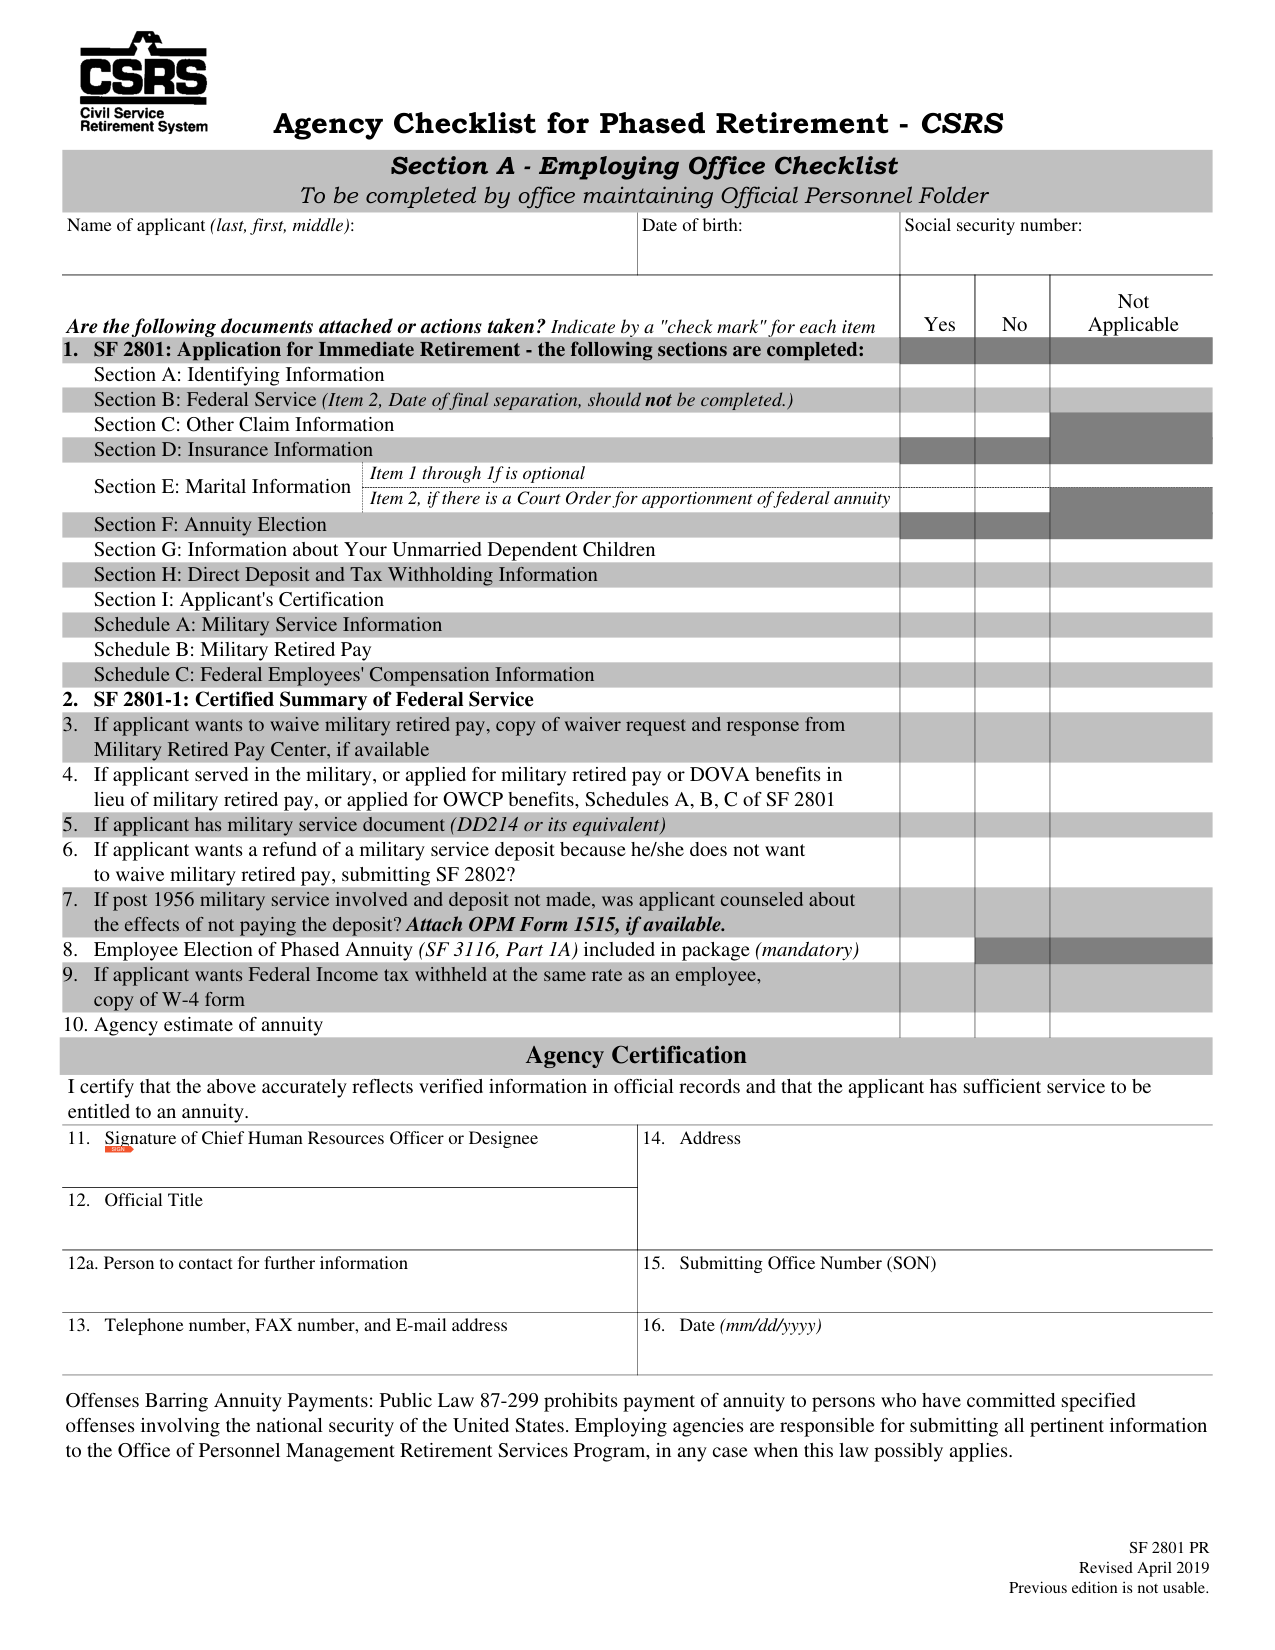 CSRS
Civil Service
Retirement System
Agency Checklist for Phased Retirement - CSRS
Section A - Employing Office Checklist
To be completed by office maintaining Official Personnel Folder
Name of applicant (last, first, middle):
Date of birth:
Social security number:
Are the following documents attached or actions taken? Indicate by a "check mark" for each item
Yes
No
Not
Applicable
1. SF 2801: Application for Immediate Retirement - the following sections are completed:
Section A: Identifying Information
Section B: Federal Service (Item 2, Date of final separation, should not be completed.)
Section C: Other Claim Information
Section D: Insurance Information
Section E: Marital Information
Item 1 through 1f is optional
Item 2, if there is a Court Order for apportionment of federal annuity
Section F: Annuity Election
Section G: Information about Your Unmarried Dependent Children
Section H: Direct Deposit and Tax Withholding Information
Section I: Applicant's Certification
Schedule A: Military Service Information
Schedule B: Military Retired Pay
Schedule C: Federal Employees' Compensation Information
2. SF 2801-1: Certified Summary of Federal Service
3. If applicant wants to waive military retired pay, copy of waiver request and response from
Military Retired Pay Center, if available
4. If applicant served in the military, or applied for military retired pay or DOVA benefits in
lieu of military retired pay, or applied for OWCP benefits, Schedules A, B, C of SF 2801
5. If applicant has military service document (DD214 or its equivalent)
6. If applicant wants a refund of a military service deposit because he/she does not want
to waive military retired pay, submitting SF 2802?
7. If post 1956 military service involved and deposit not made, was applicant counseled about
the effects of not paying the deposit? Attach OPM Form 1515, if available.
8. Employee Election of Phased Annuity (SF 3116, Part 1A) included in package (mandatory)
9. If applicant wants Federal Income tax withheld at the same rate as an employee,
copy of W-4 form
10. Agency estimate of annuity
Agency Certification
I certify that the above accurately reflects verified information in official records and that the applicant has sufficient service to be
entitled to an annuity.
11. Signature of Chief Human Resources Officer or Designee
SIGN
14. Address
12. Official Title
12a. Person to contact for further information
15. Submitting Office Number (SON)
13. Telephone number, FAX number, and E-mail address
16. Date (mm/dd/yyyy)
Offenses Barring Annuity Payments: Public Law 87-299 prohibits payment of annuity to persons who have committed specified
offenses involving the national security of the United States. Employing agencies are responsible for submitting all pertinent information
to the Office of Personnel Management Retirement Services Program, in any case when this law possibly applies.
SF 2801 PR
Revised April 2019
Previous edition is not usable.